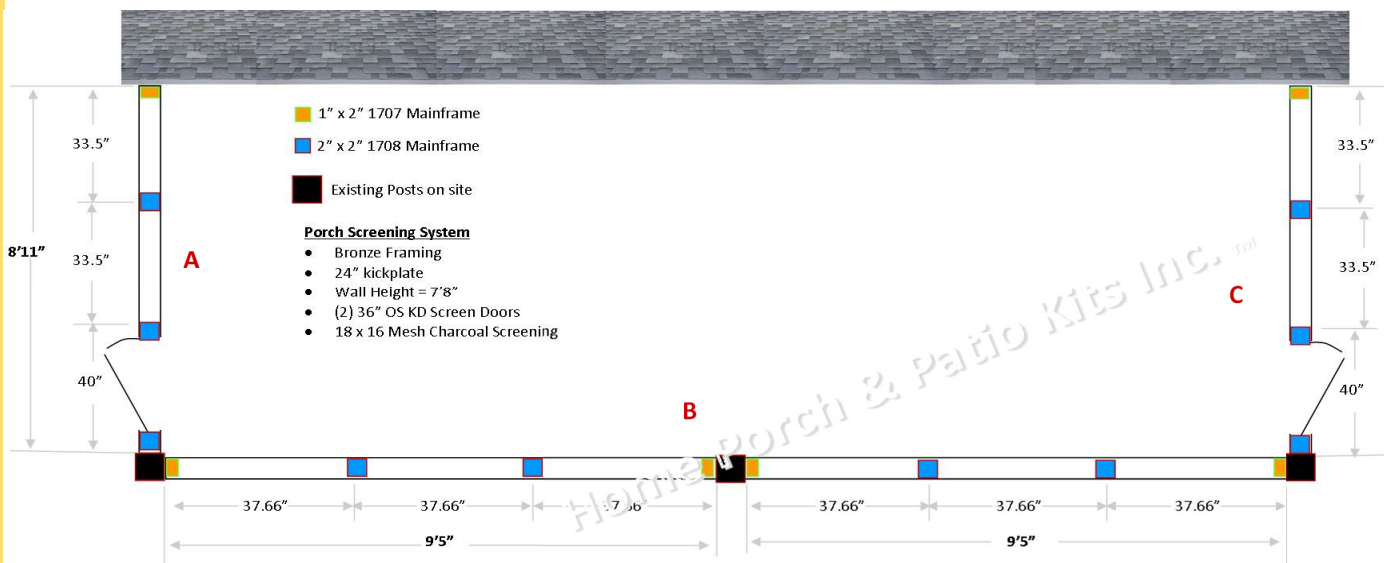 1” x 2” 1707 Mainframe
2” x 2” 1708 Mainframe
Existing Posts on site
Porch Screening System
• Bronze Framing
• 24” kickplate
• Wall Height = 7’8”
• (2) 36” OS KD Screen Doors
• 18 x 16 Mesh Charcoal Screening
33.5”
33.5”
40”
8’11”
A
B
C
33.5”
33.5”
40”
Home Porch & Patio Kits Inc.
37.66”
37.66”
37.66”
37.66”
37.66”
9’5”
9’5”